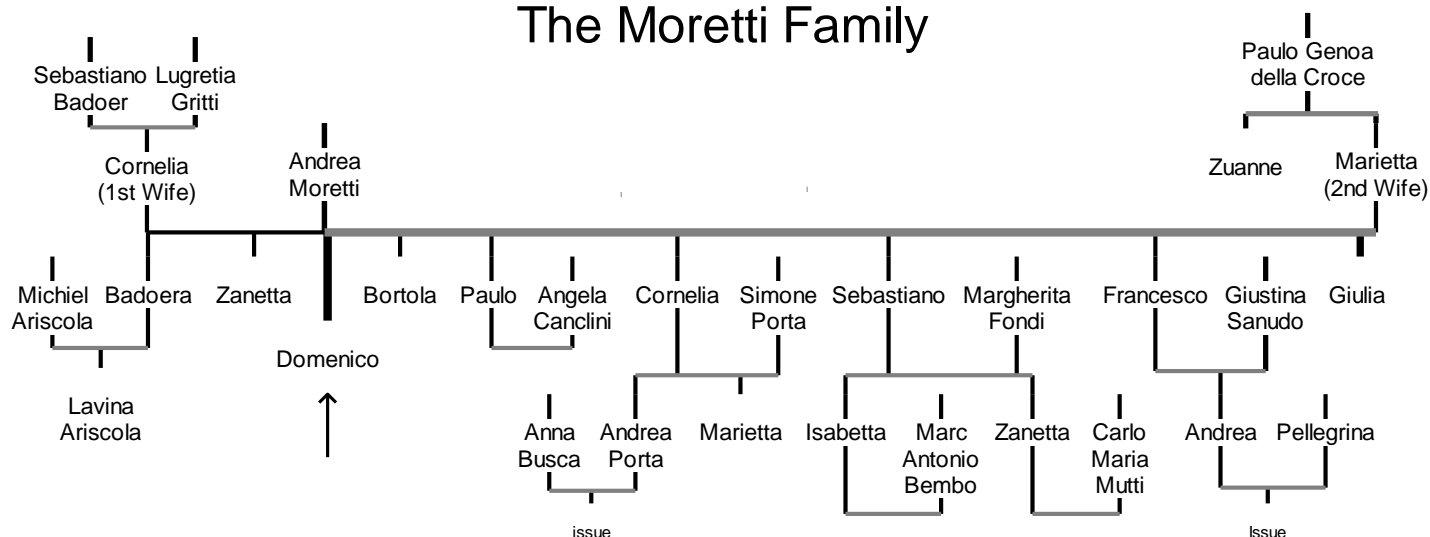 The Moretti Family
Sebastiano
Badoer
Lugretia
Gritti
Paulo Genoa
della Croce
Cornelia
(1st Wife)
Andrea
Moretti
Zuanne
Marietta
(2nd Wife)
Michiel
Ariscola
Badoera
Zanetta
Domenico
Bortola
Paulo
Angela
Canclini
Cornelia
Simone
Porta
Sebastiano
Margherita
Fondi
Francesco
Giustina
Sanudo
Giulia
Lavina
Ariscola
Anna
Busca
Andrea
Porta
Marietta
Isabetta
Marc
Antonio
Bembo
Zanetta
Carlo
Maria
Mutti
Andrea
Pellegrina
issue
Issue